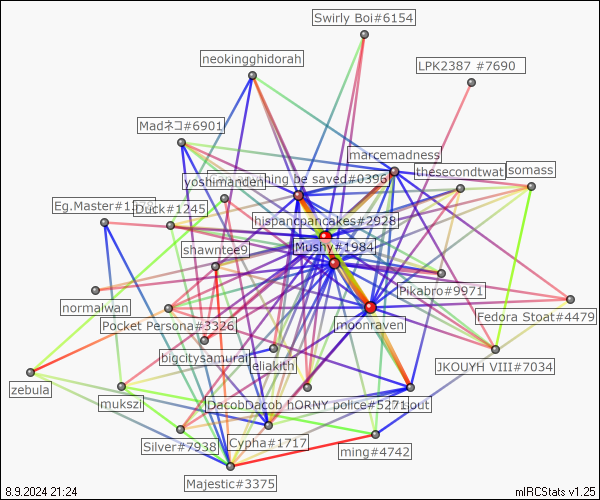 Swirly Boi#6154
neokingghidorah
LPK2387 #7690
Madネコ#6901
marcemadness
thesecondtwat
somass
yoshimanden
thing be saved#0396
Eg.Master#1
Duck#1245
hispancpancakes#2928
shawntee9
Mushy#1984
Pikabro#9971
normalwan
Fedora Stoat#4479
Pocket Persona#3326
moonraven
bigcitysamurai
eliakith
JKOUYH VIII#7034
zebula
mukszi
DacobDacob
hORNY police#5271
out
Silver#7938
Cypha#1717
ming#4742
Majestic#3375
8.9.2024 21:24
mIRCStats v1.25